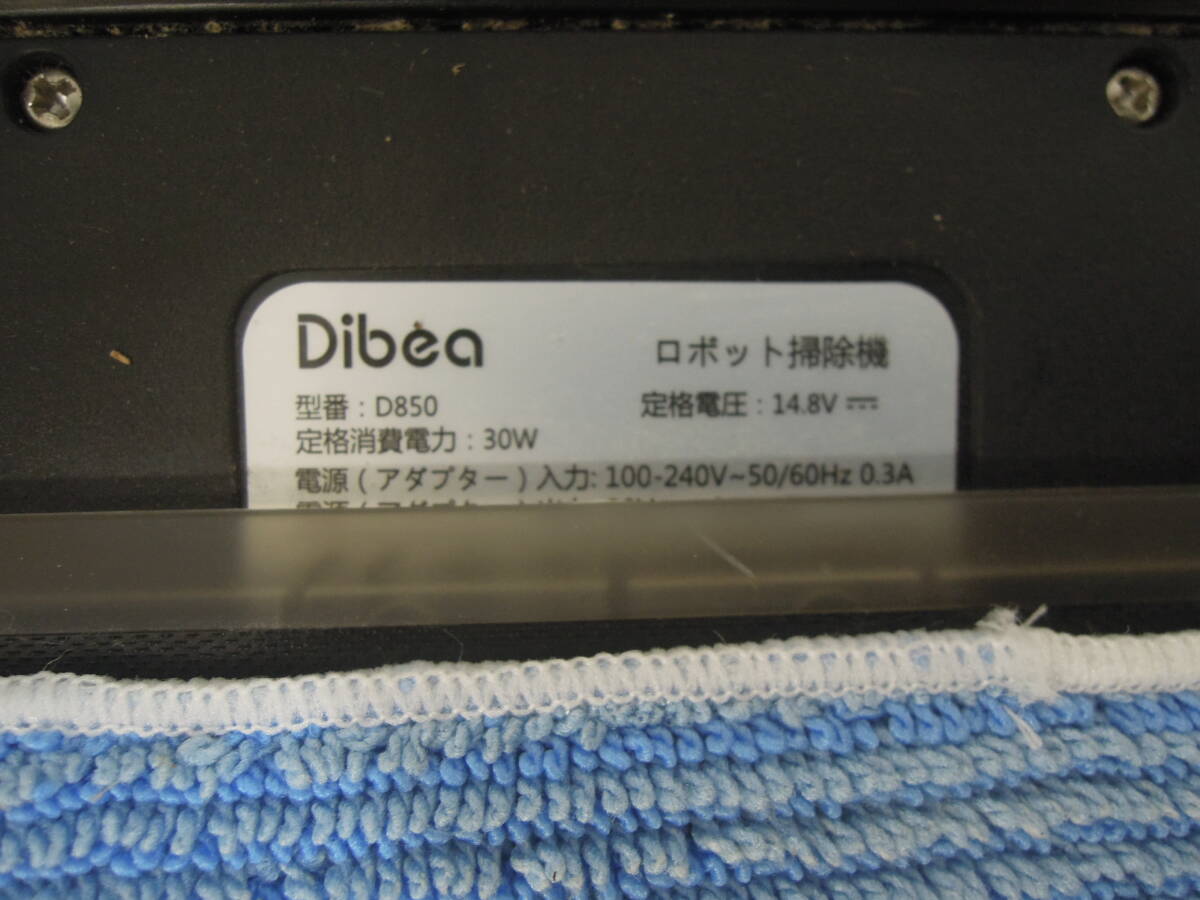 Dibea
ロボット掃除機
型番：D850
定格電圧：14.8V
定格消費電力：30W
電源（アダプター）入力: 100-240V~50/60Hz 0.3A